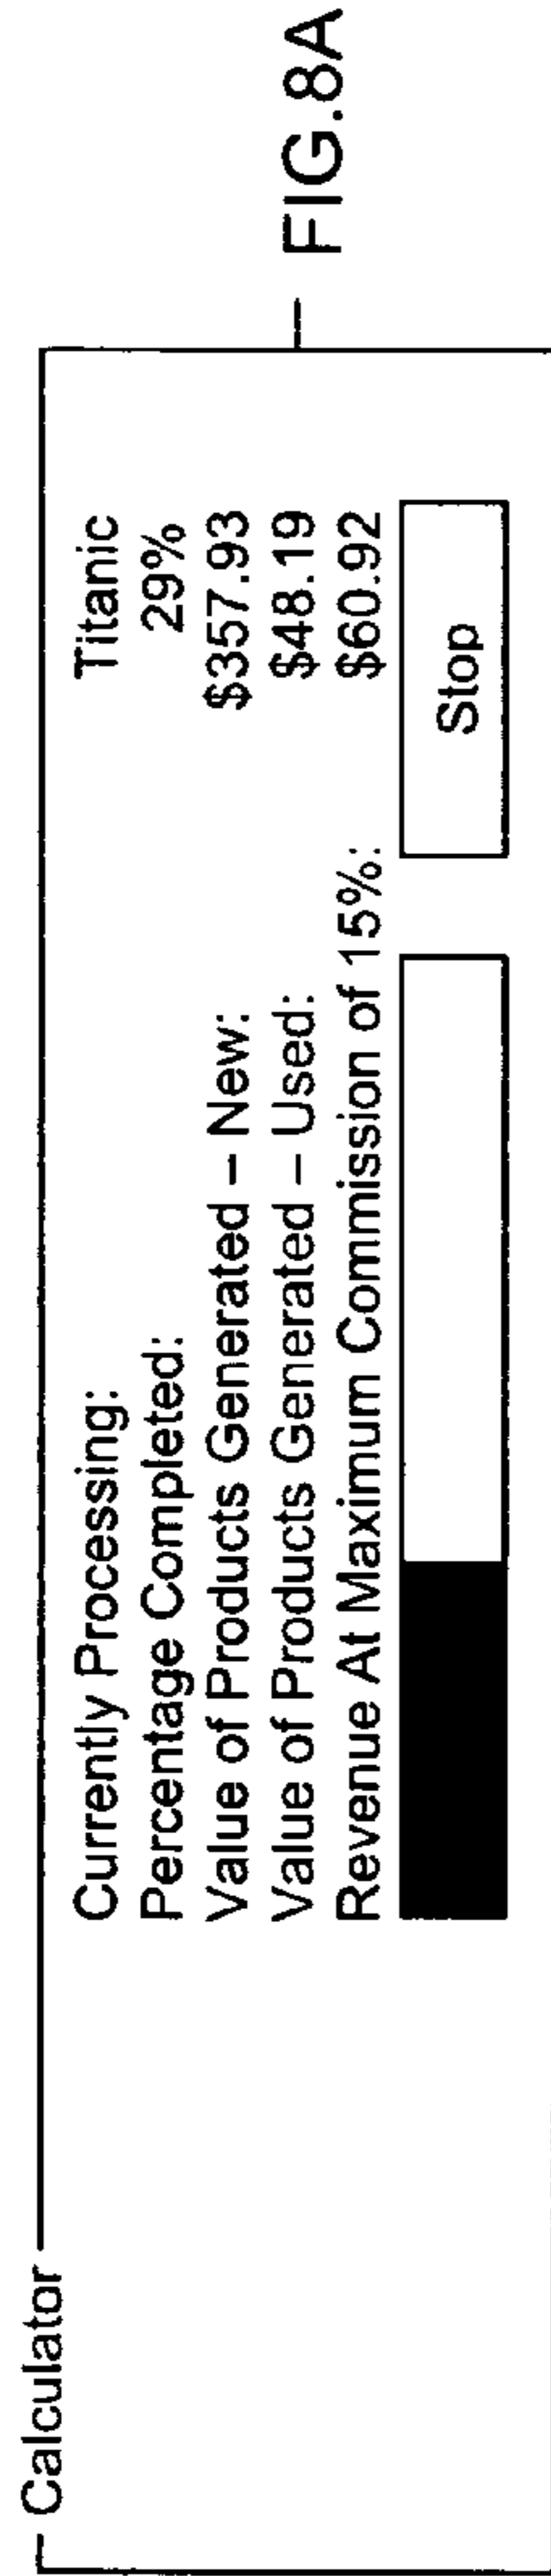 Calculator
Currently Processing: Titanic
Percentage Completed: 29%
Value of Products Generated – New: $357.93
Value of Products Generated – Used: $48.19
Revenue At Maximum Commission of 15%: $60.92
Stop
FIG.8A